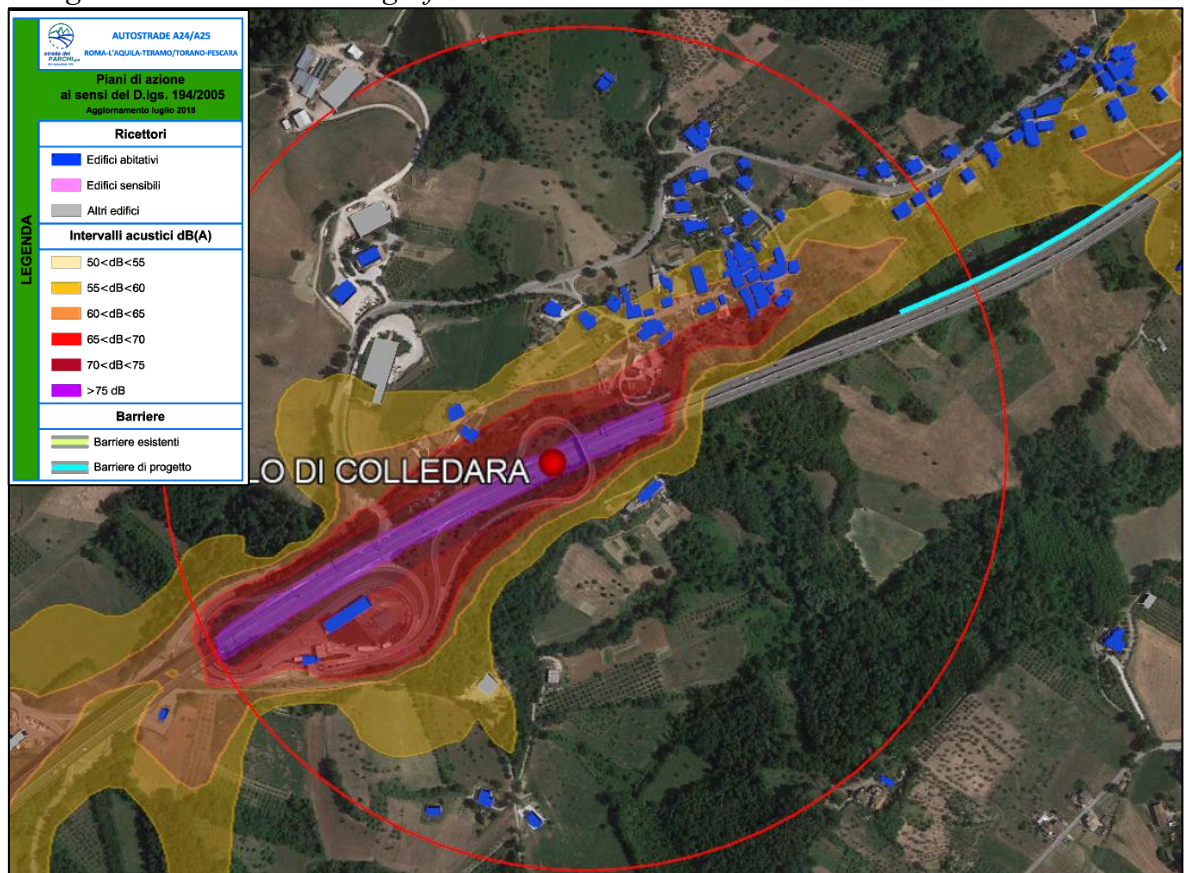 AUTOSTRADE A24/A25
ROMA-L'AQUILA-TERAMO/TORANO-PESCARA
strada dei
PARCHI
Piani di azione
ai sensi del D.lgs. 194/2005
Aggiornamento luglio 2018
LEGENDA
Ricettori
Edifici abitativi
Edifici sensibili
Altri edifici
Intervalli acustici dB(A)
50<dB<55
55<dB<60
60<dB<65
65<dB<70
70<dB<75
>75 dB
Barriere
Barriere esistenti
Barriere di progetto
LO DI COLLEDARA